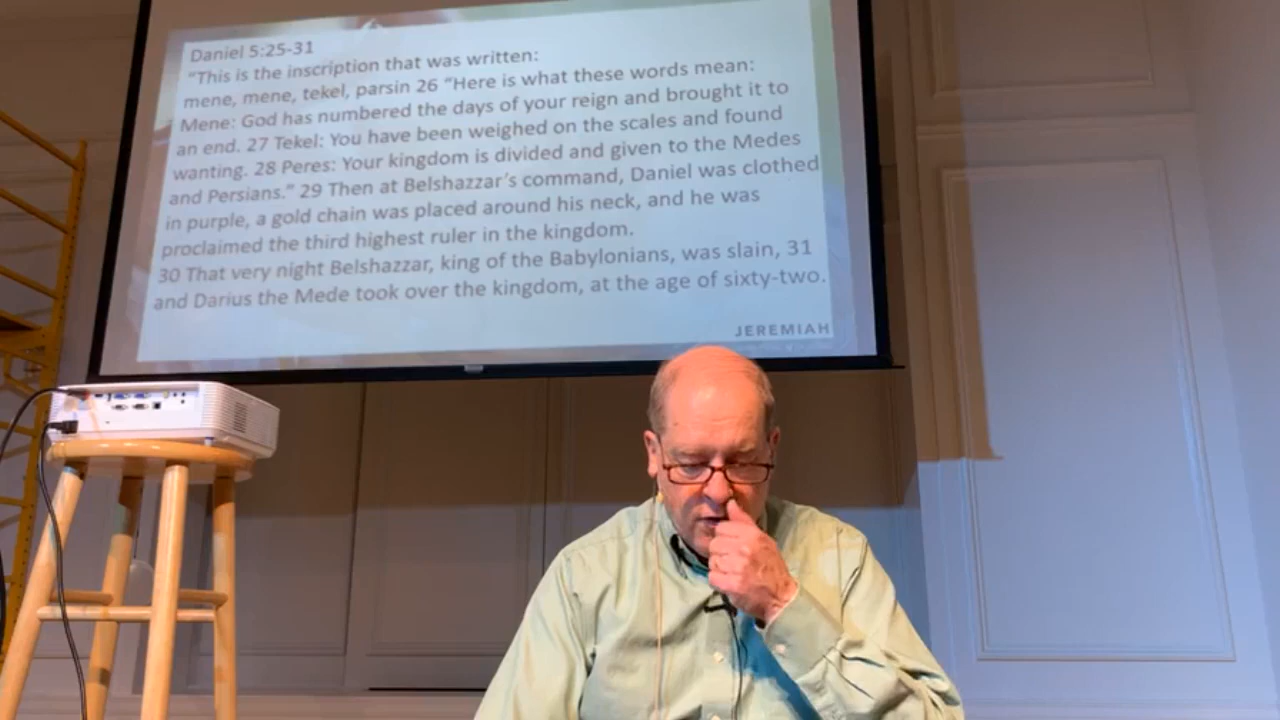 Daniel 5:25-31
"This is the inscription that was written:
mene, mene, tekel, parsin 26 "Here is what these words mean:
Mene: God has numbered the days of your reign and brought it to
an end. 27 Tekel: You have been weighed on the scales and found
wanting. 28 Peres: Your kingdom is divided and given to the Medes
and Persians." 29 Then at Belshazzar's command, Daniel was clothed
in purple, a gold chain was placed around his neck, and he was
proclaimed the third highest ruler in the kingdom.
30 That very night Belshazzar, king of the Babylonians, was slain, 31
and Darius the Mede took over the kingdom, at the age of sixty-two.
JEREMIAH